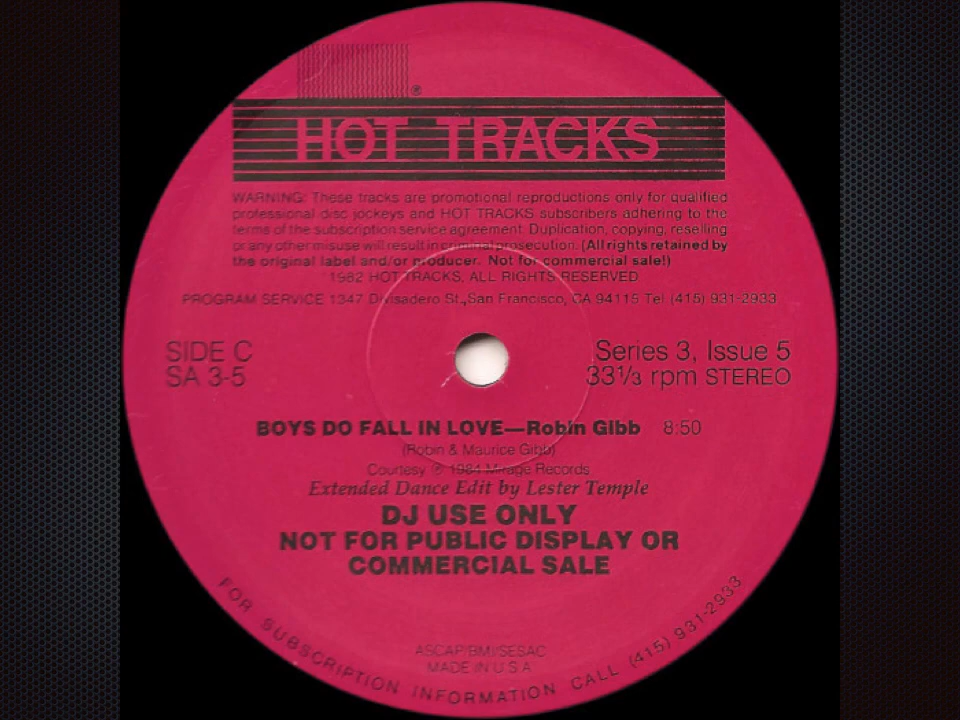 ®
HOT TRACKS
WARNING: These tracks are promotional reproductions only for qualified
professional disc jockeys and HOT TRACKS subscribers adhering to the
terms of the subscription service agreement. Duplication, copying, reselling
or any other misuse will result in criminal prosecution. (All rights retained by
the original label and/or producer. Not for commercial sale!)
1982 HOT TRACKS, ALL RIGHTS RESERVED
PROGRAM SERVICE 1347 Divisadero St., San Francisco, CA 94115 Tel (415) 931-2933
SIDE C
SA 3-5
Series 3, Issue 5
33⅓ rpm STEREO
BOYS DO FALL IN LOVE—Robin Gibb 8:50
(Robin & Maurice Gibb)
Courtesy ℗ 1984 Mirage Records
Extended Dance Edit by Lester Temple
DJ USE ONLY
NOT FOR PUBLIC DISPLAY OR
COMMERCIAL SALE
ASCAP/BMI/SESAC
MADE IN U.S.A.
FOR SUBSCRIPTION INFORMATION CALL (415) 931-2933